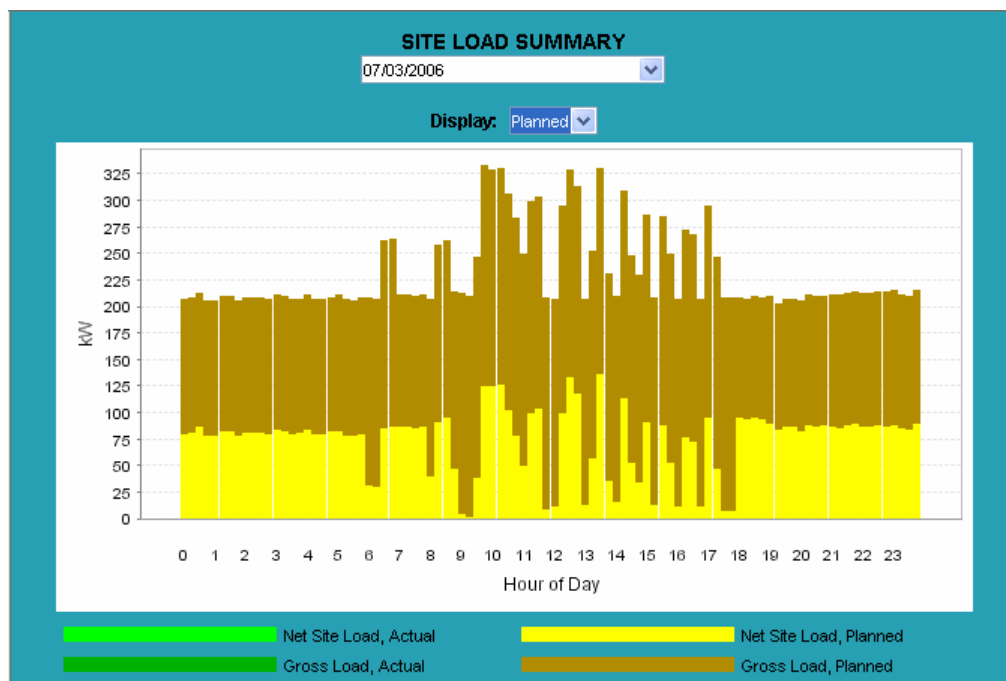 SITE LOAD SUMMARY
07/03/2006
Display: Planned
325
300
275
250
225
200
175
150
125
100
75
50
25
0
kW
0 1 2 3 4 5 6 7 8 9 10 11 12 13 14 15 16 17 18 19 20 21 22 23
Hour of Day
Net Site Load, Actual Net Site Load, Planned
Gross Load, Actual Gross Load, Planned